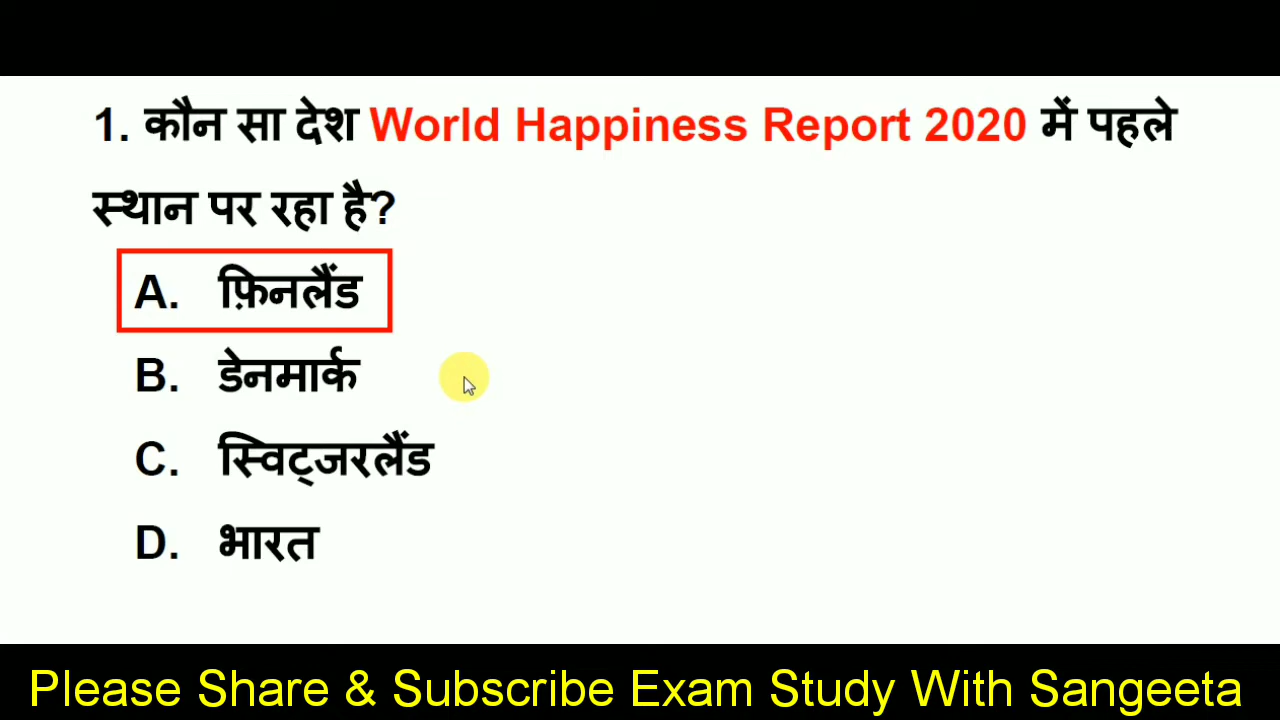 1. कौन सा देश World Happiness Report 2020 में पहले
स्थान पर रहा है?
A. फ़िनलैंड
B. डेनमार्क
C. स्विट्जरलैंड
D. भारत
Please Share & Subscribe Exam Study With Sangeeta